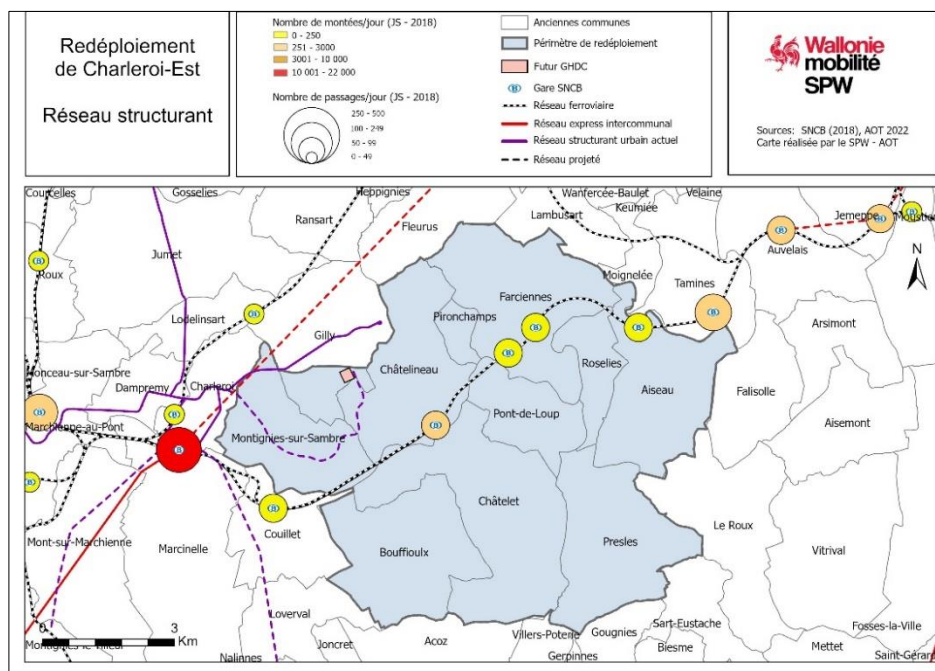 Redéploiement
de Charleroi-Est
Réseau structurant
Nombre de montées/jour (JS - 2018)
0 - 250
251 - 3000
3001 - 10 000
10 001 - 22 000
Nombre de passages/jour (JS - 2018)
250 - 500
100 - 249
50 - 99
0 - 49
Anciennes communes
Périmètre de redéploiement
Futur GHDC
Gare SNCB
Réseau ferroviaire
Réseau express intercommunal
Réseau structurant urbain actuel
Réseau projeté
Wallonie
mobilité
SPW
Sources: SNCB (2018), AOT 2022
Carte réalisée par le SPW - AOT
Courcelles
Gosselies
Heppignies
Wanfercée-Baulet
Velaine
Keumiée
Lambusart
Ransart
Fleurus
Jemeppe
Moustier
Auvelais
N
Jumet
Roux
Moignelée
Tamines
Lodelinsart
Farciennes
Pironchamps
Arsimont
Gilly
Roselies
Monceau-sur-Sambre
Dampremy
Charleroi
Châtelineau
Aiseau
Falisolle
Marchienne-au-Pont
Montignies-sur-Sambre
Pont-de-Loup
Aisemont
Châtelet
Couillet
Le Roux
Mont-sur-Marchienne
Marcinelle
Bouffioulx
Presles
Vitrival
Loverval
0 3
Km
Sart-Eustache
Fosses-la-Ville
Joncret
Acoz
Villers-Poterie
Gougnies
Biesme
Mettet
Nalinnes
Gerpinnes
Saint-Gérard